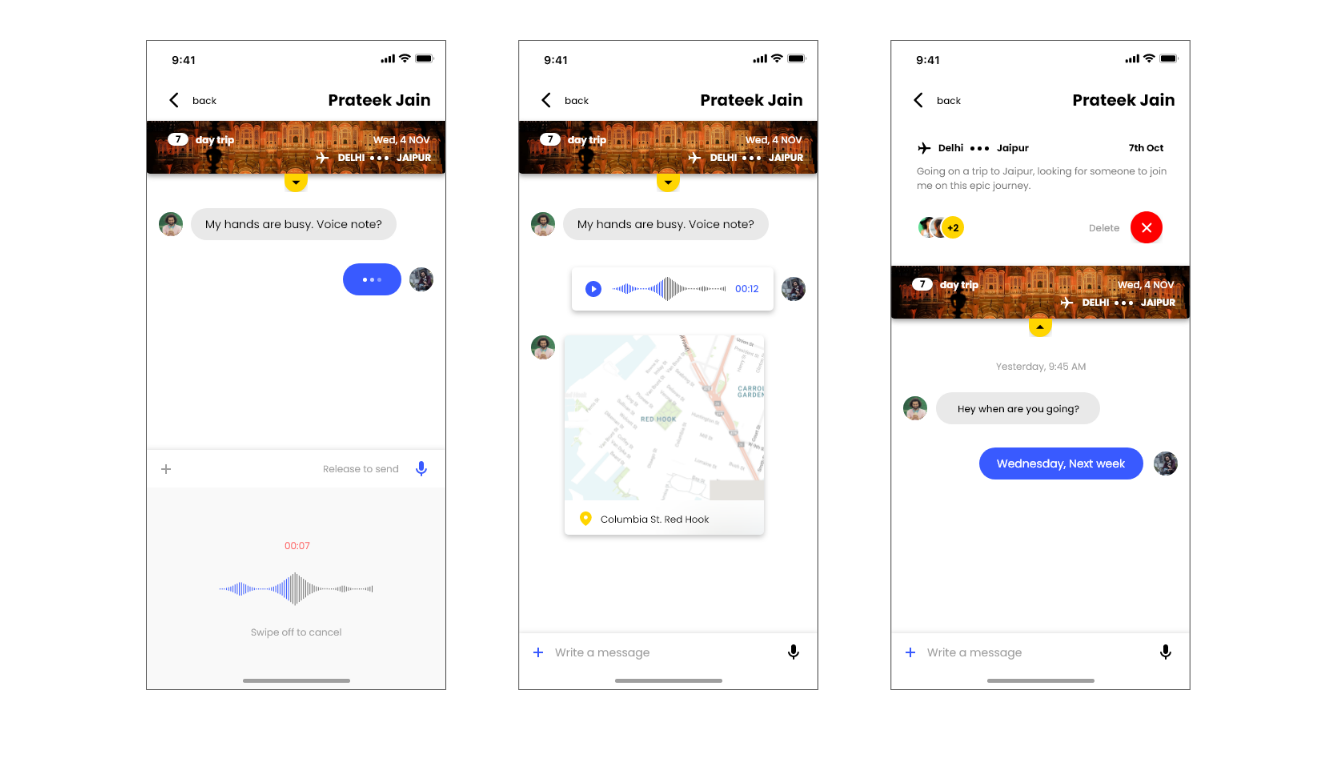 9:41
back
Prateek Jain
7 day trip
Wed, 4 NOV
DELHI ••• JAIPUR
My hands are busy. Voice note?
Release to send
00:07
Swipe off to cancel
9:41
back
Prateek Jain
7 day trip
Wed, 4 NOV
DELHI ••• JAIPUR
My hands are busy. Voice note?
00:12
CARROL
GARDEN
RED HOOK
Columbia St. Red Hook
+ Write a message
9:41
back
Prateek Jain
Delhi ••• Jaipur
7th Oct
Going on a trip to Jaipur, looking for someone to join
me on this epic journey.
+2
Delete
7 day trip
Wed, 4 NOV
DELHI ••• JAIPUR
Yesterday, 9:45 AM
Hey when are you going?
Wednesday, Next week
+ Write a message